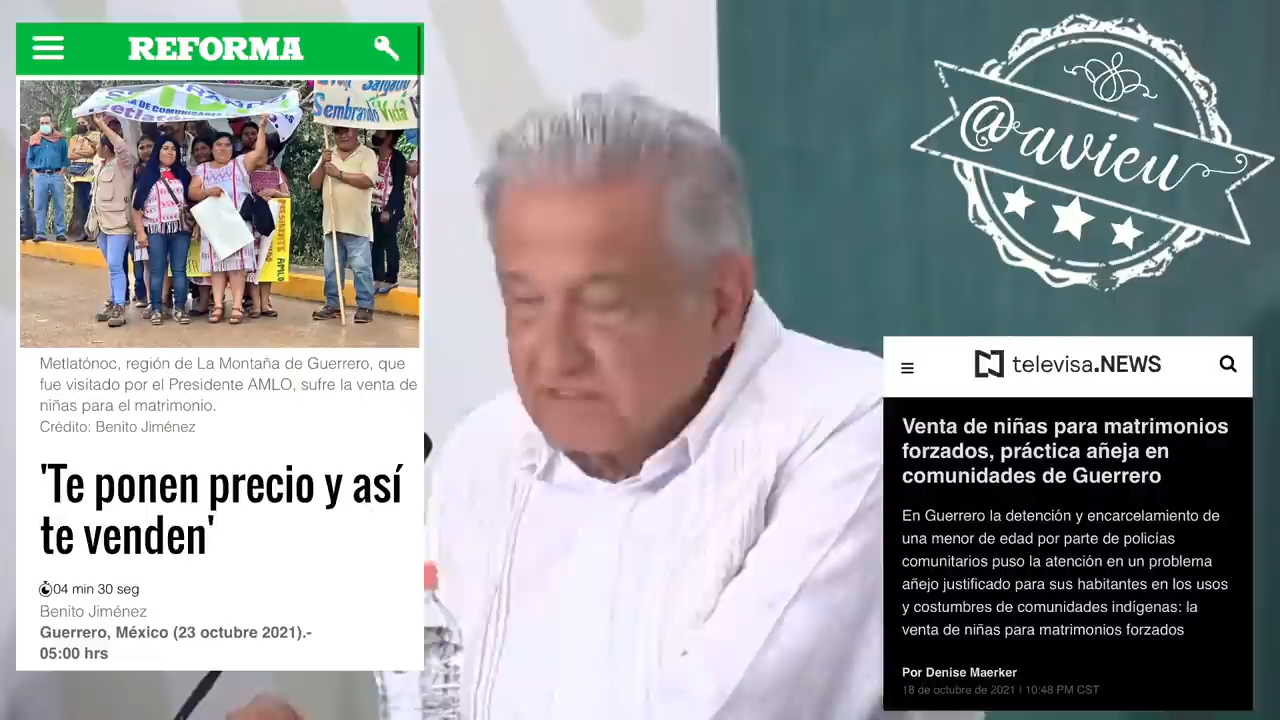 REFORMA
Salgado
Sembrando Vida
PRESIDENTE AMLO
Metlatónoc, región de La Montaña de Guerrero, que
fue visitado por el Presidente AMLO, sufre la venta de
niñas para el matrimonio.
Crédito: Benito Jiménez
'Te ponen precio y así
te venden'
04 min 30 seg
Benito Jiménez
Guerrero, México (23 octubre 2021).-
05:00 hrs
@avieu
televisa.NEWS
Venta de niñas para matrimonios
forzados, práctica añeja en
comunidades de Guerrero
En Guerrero la detención y encarcelamiento de
una menor de edad por parte de policías
comunitarios puso la atención en un problema
añejo justificado para sus habitantes en los usos
y costumbres de comunidades indígenas: la
venta de niñas para matrimonios forzados
Por Denise Maerker
18 de octubre de 2021 | 10:48 PM CST